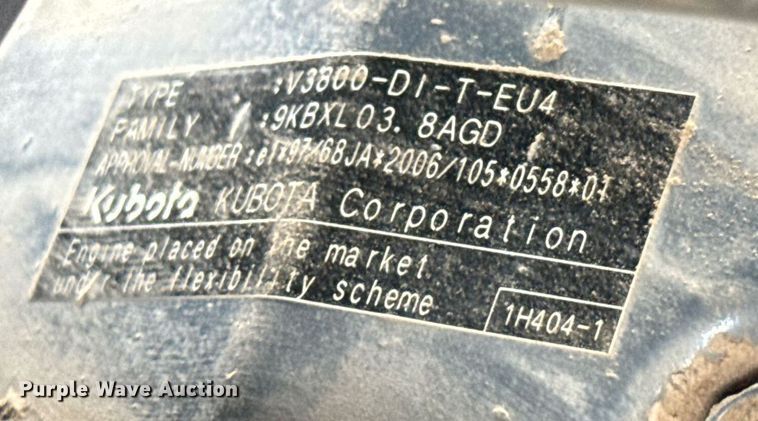 TYPE :V3800-DI-T-EU4
FAMILY :9KBXL03.8AGD
APPROVAL-NUMBER:e1*97/68JA*2006/105*0558*01
Kubota KUBOTA Corporation
Engine placed on the market
under the flexibility scheme
1H404-1
Purple Wave Auction